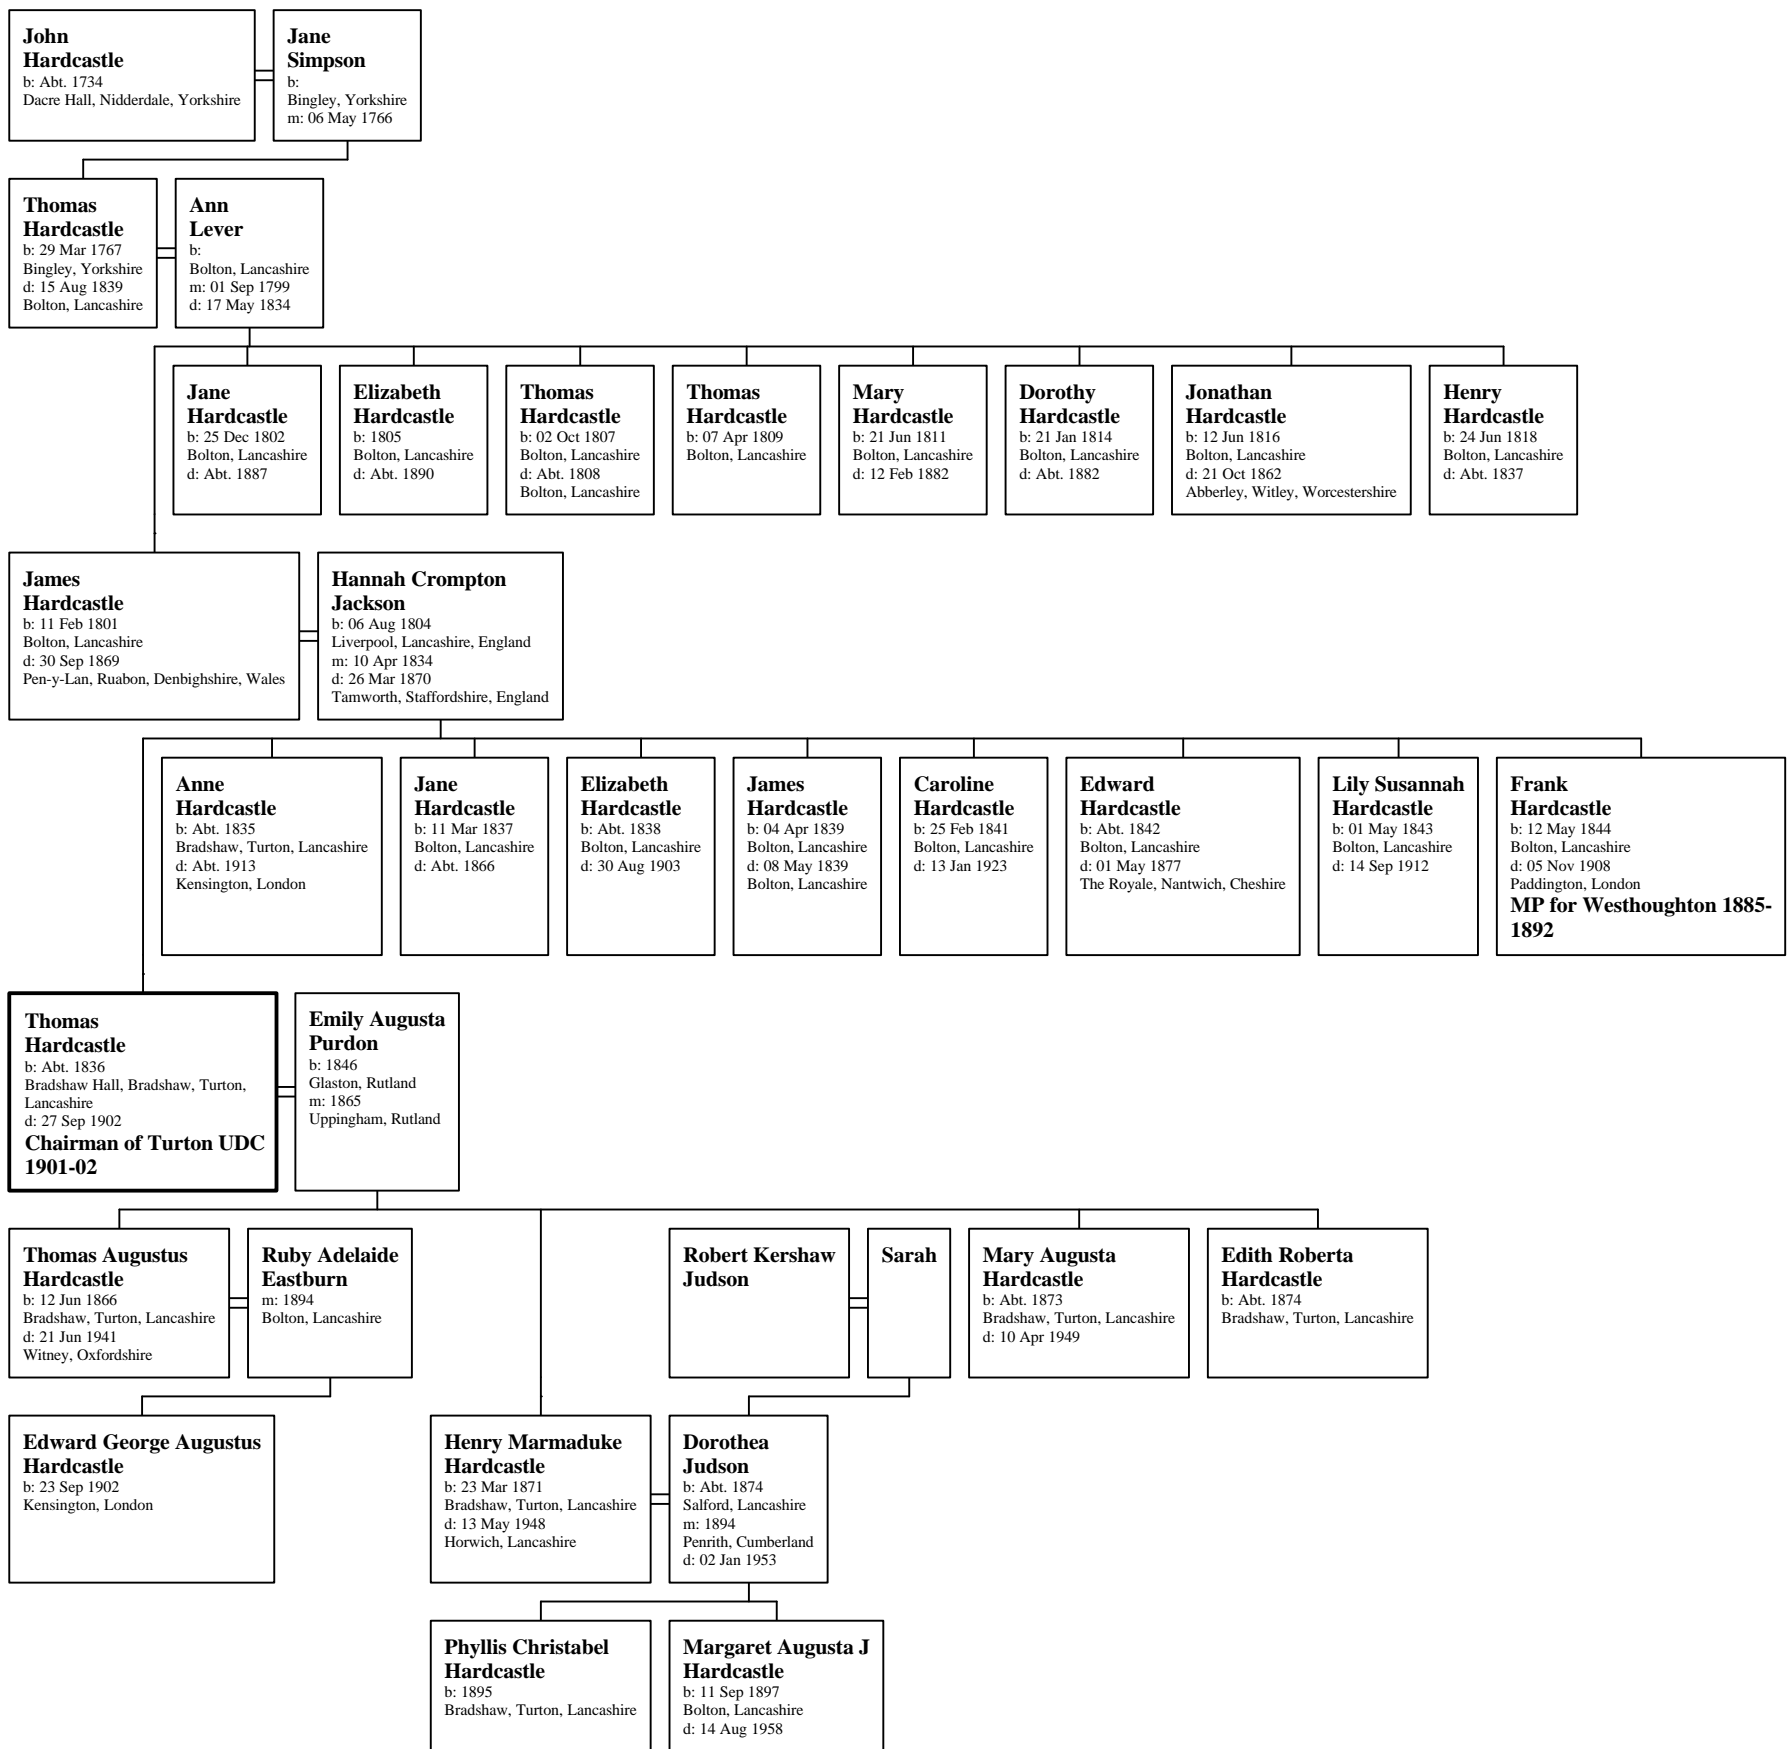 John
Hardcastle
b: Abt. 1734
Dacre Hall, Nidderdale, Yorkshire
Jane
Simpson
b:
Bingley, Yorkshire
m: 06 May 1766
Thomas
Hardcastle
b: 29 Mar 1767
Bingley, Yorkshire
d: 15 Aug 1839
Bolton, Lancashire
Ann
Lever
b:
Bolton, Lancashire
m: 01 Sep 1799
d: 17 May 1834
Jane
Hardcastle
b: 25 Dec 1802
Bolton, Lancashire
d: Abt. 1887
Elizabeth
Hardcastle
b: 1805
Bolton, Lancashire
d: Abt. 1890
Thomas
Hardcastle
b: 02 Oct 1807
Bolton, Lancashire
d: Abt. 1808
Bolton, Lancashire
Thomas
Hardcastle
b: 07 Apr 1809
Bolton, Lancashire
Mary
Hardcastle
b: 21 Jun 1811
Bolton, Lancashire
d: 12 Feb 1882
Dorothy
Hardcastle
b: 21 Jan 1814
Bolton, Lancashire
d: Abt. 1882
Jonathan
Hardcastle
b: 12 Jun 1816
Bolton, Lancashire
d: 21 Oct 1862
Abberley, Witley, Worcestershire
Henry
Hardcastle
b: 24 Jun 1818
Bolton, Lancashire
d: Abt. 1837
James
Hardcastle
b: 11 Feb 1801
Bolton, Lancashire
d: 30 Sep 1869
Pen-y-Lan, Ruabon, Denbighshire, Wales
Hannah Crompton
Jackson
b: 06 Aug 1804
Liverpool, Lancashire, England
m: 10 Apr 1834
d: 26 Mar 1870
Tamworth, Staffordshire, England
Anne
Hardcastle
b: Abt. 1835
Bradshaw, Turton, Lancashire
d: Abt. 1913
Kensington, London
Jane
Hardcastle
b: 11 Mar 1837
Bolton, Lancashire
d: Abt. 1866
Elizabeth
Hardcastle
b: Abt. 1838
Bolton, Lancashire
d: 30 Aug 1903
James
Hardcastle
b: 04 Apr 1839
Bolton, Lancashire
d: 08 May 1839
Bolton, Lancashire
Caroline
Hardcastle
b: 25 Feb 1841
Bolton, Lancashire
d: 13 Jan 1923
Edward
Hardcastle
b: Abt. 1842
Bolton, Lancashire
d: 01 May 1877
The Royale, Nantwich, Cheshire
Lily Susannah
Hardcastle
b: 01 May 1843
Bolton, Lancashire
d: 14 Sep 1912
Frank
Hardcastle
b: 12 May 1844
Bolton, Lancashire
d: 05 Nov 1908
Paddington, London
MP for Westhoughton 1885-
1892
Thomas
Hardcastle
b: Abt. 1836
Bradshaw Hall, Bradshaw, Turton,
Lancashire
d: 27 Sep 1902
Chairman of Turton UDC
1901-02
Emily Augusta
Purdon
b: 1846
Glaston, Rutland
m: 1865
Uppingham, Rutland
Thomas Augustus
Hardcastle
b: 12 Jun 1866
Bradshaw, Turton, Lancashire
d: 21 Jun 1941
Witney, Oxfordshire
Ruby Adelaide
Eastburn
m: 1894
Bolton, Lancashire
Robert Kershaw
Judson
Sarah
Mary Augusta
Hardcastle
b: Abt. 1873
Bradshaw, Turton, Lancashire
d: 10 Apr 1949
Edith Roberta
Hardcastle
b: Abt. 1874
Bradshaw, Turton, Lancashire
Edward George Augustus
Hardcastle
b: 23 Sep 1902
Kensington, London
Henry Marmaduke
Hardcastle
b: 23 Mar 1871
Bradshaw, Turton, Lancashire
d: 13 May 1948
Horwich, Lancashire
Dorothea
Judson
b: Abt. 1874
Salford, Lancashire
m: 1894
Penrith, Cumberland
d: 02 Jan 1953
Phyllis Christabel
Hardcastle
b: 1895
Bradshaw, Turton, Lancashire
Margaret Augusta J
Hardcastle
b: 11 Sep 1897
Bolton, Lancashire
d: 14 Aug 1958